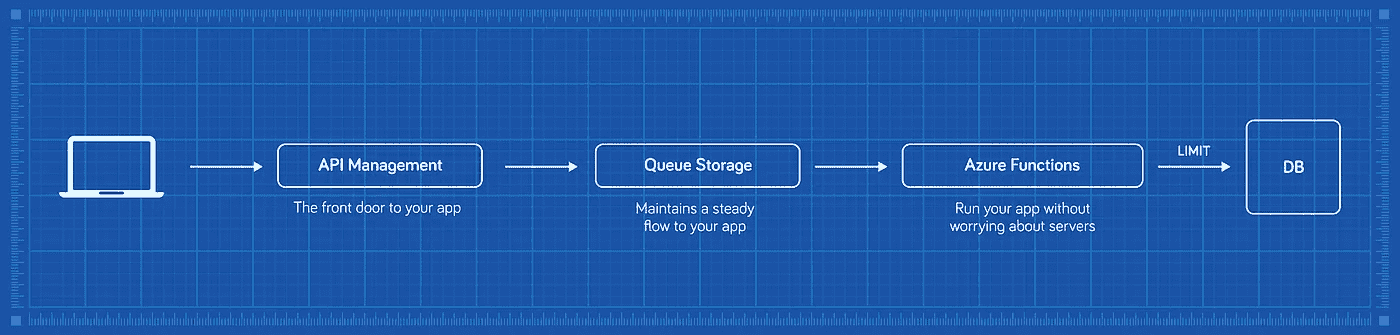 API Management
The front door to your app
Queue Storage
Maintains a steady
flow to your app
Azure Functions
Run your app without
worrying about servers
LIMIT
DB